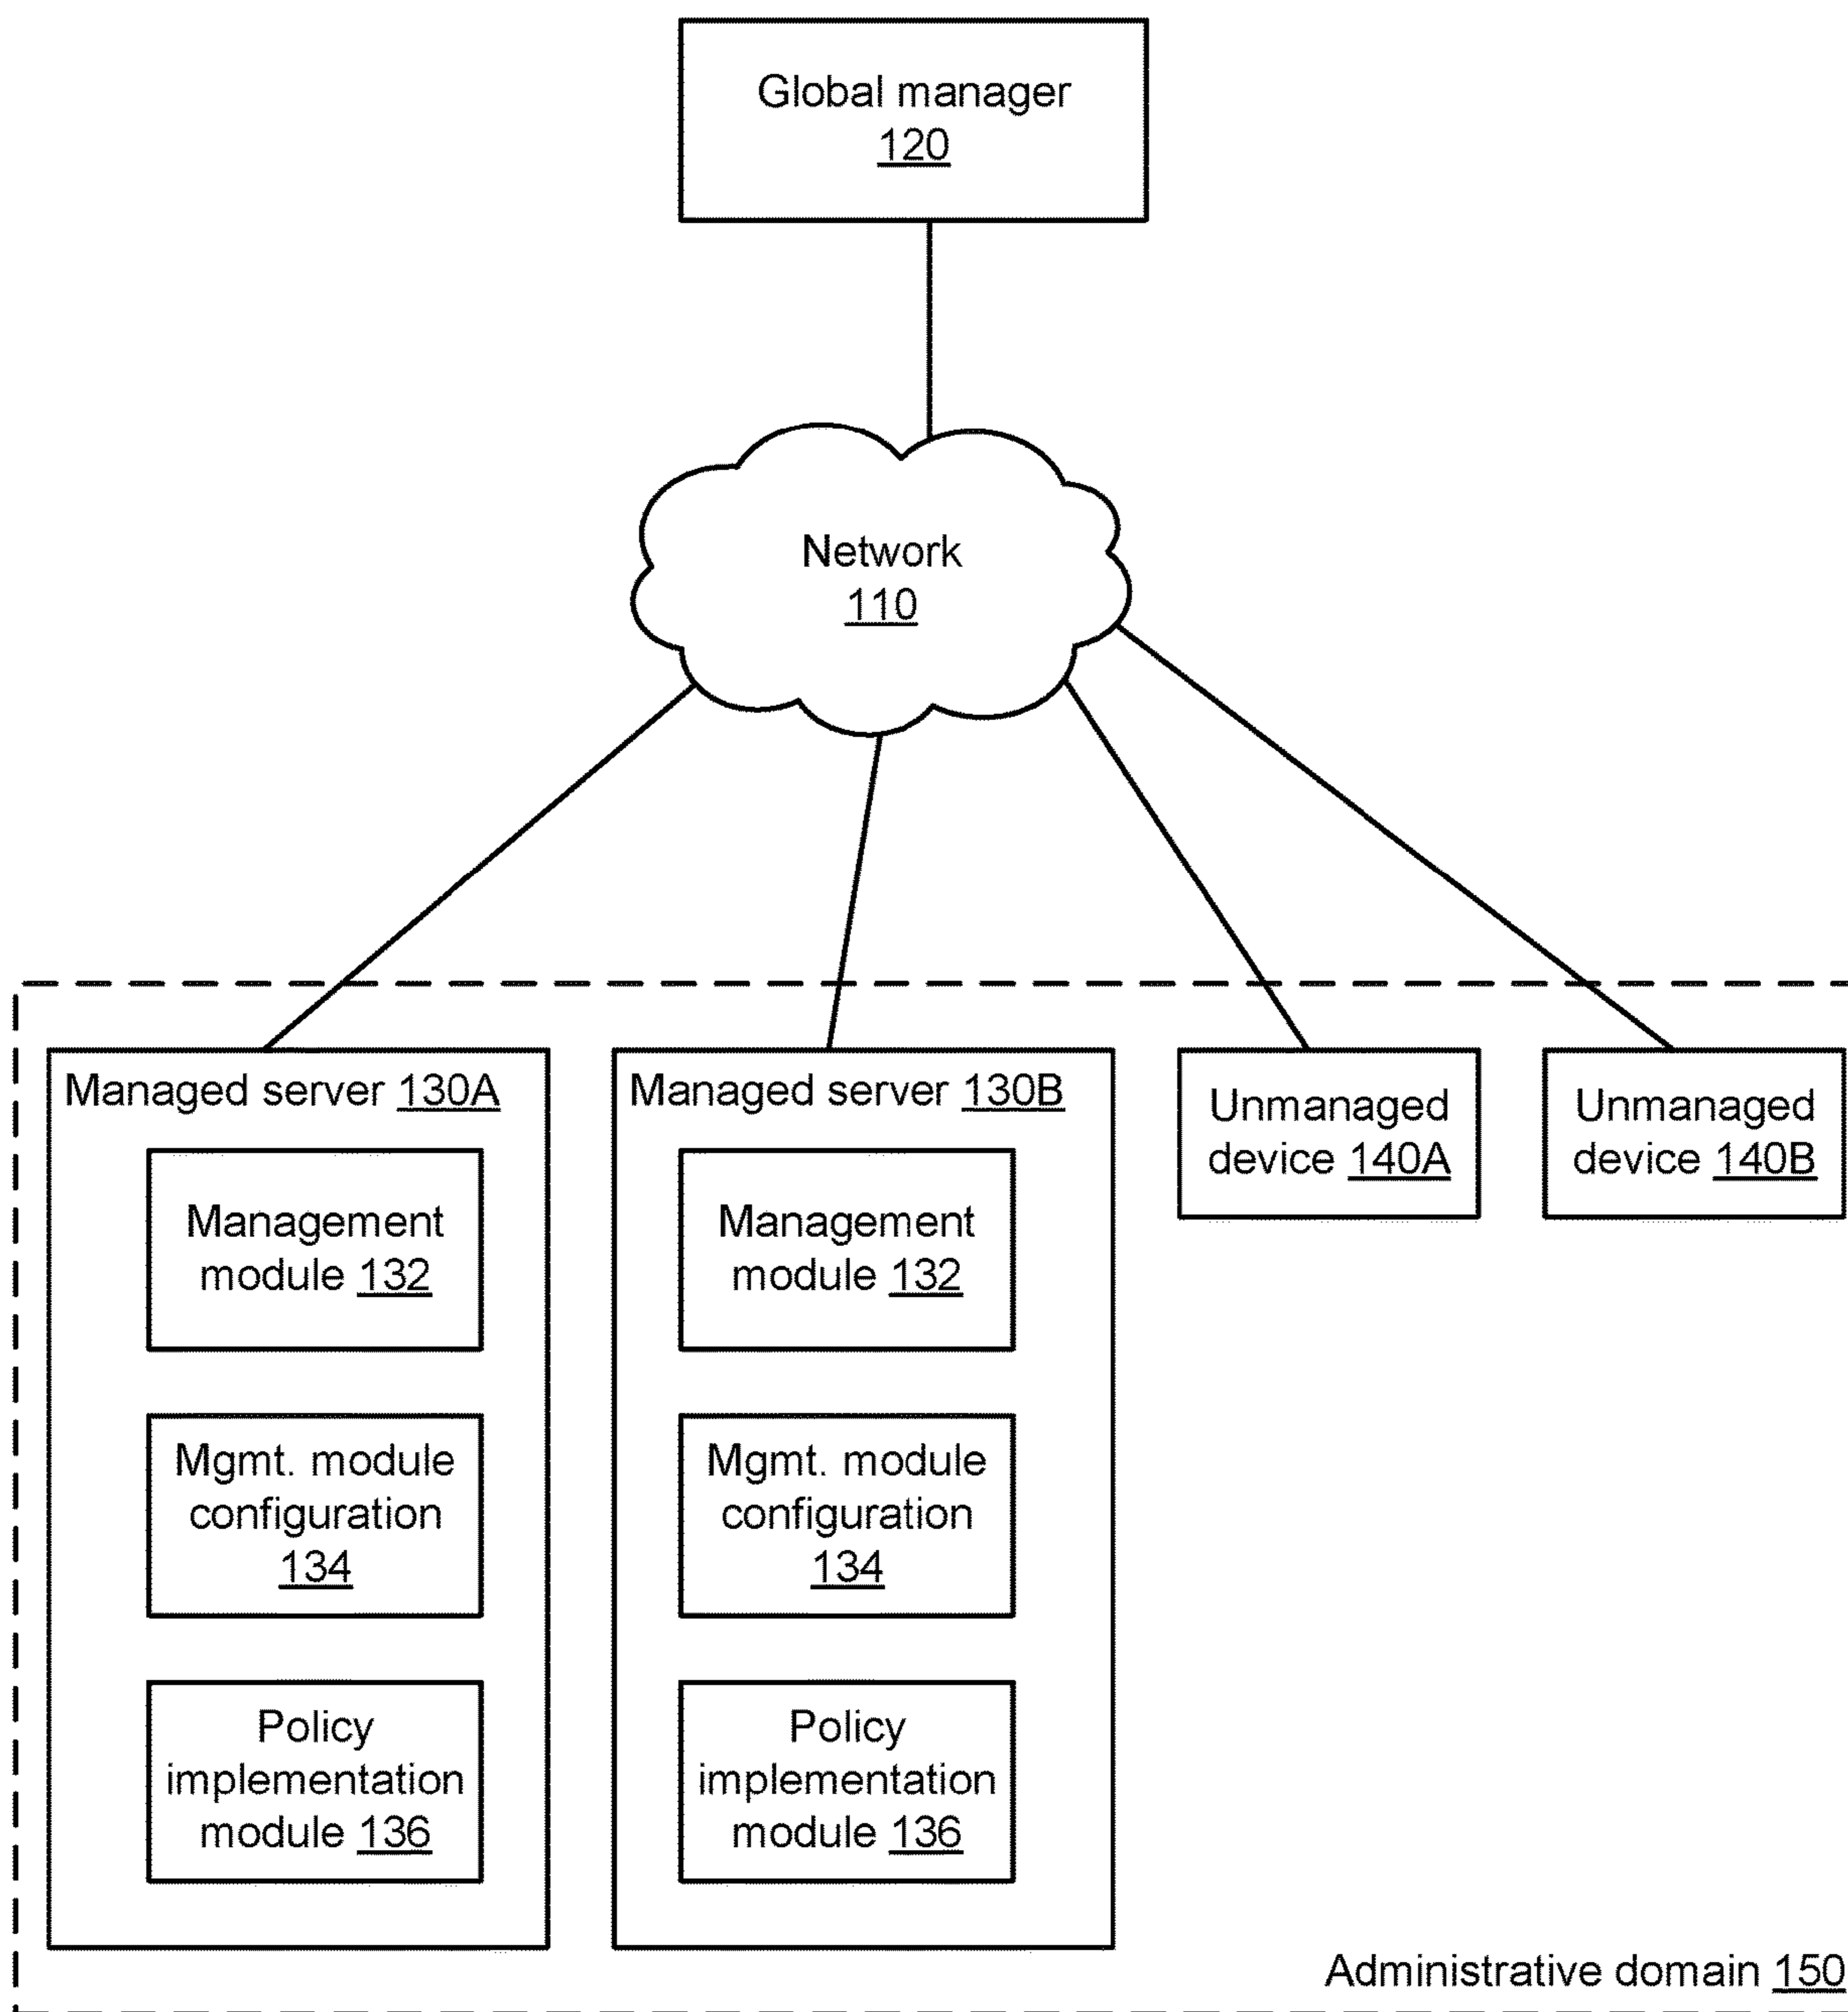 Global manager
120
Network
110
Managed server 130A
Management
module 132
Mgmt. module
configuration
134
Policy
implementation
module 136
Managed server 130B
Management
module 132
Mgmt. module
configuration
134
Policy
implementation
module 136
Unmanaged
device 140A
Unmanaged
device 140B
Administrative domain 150